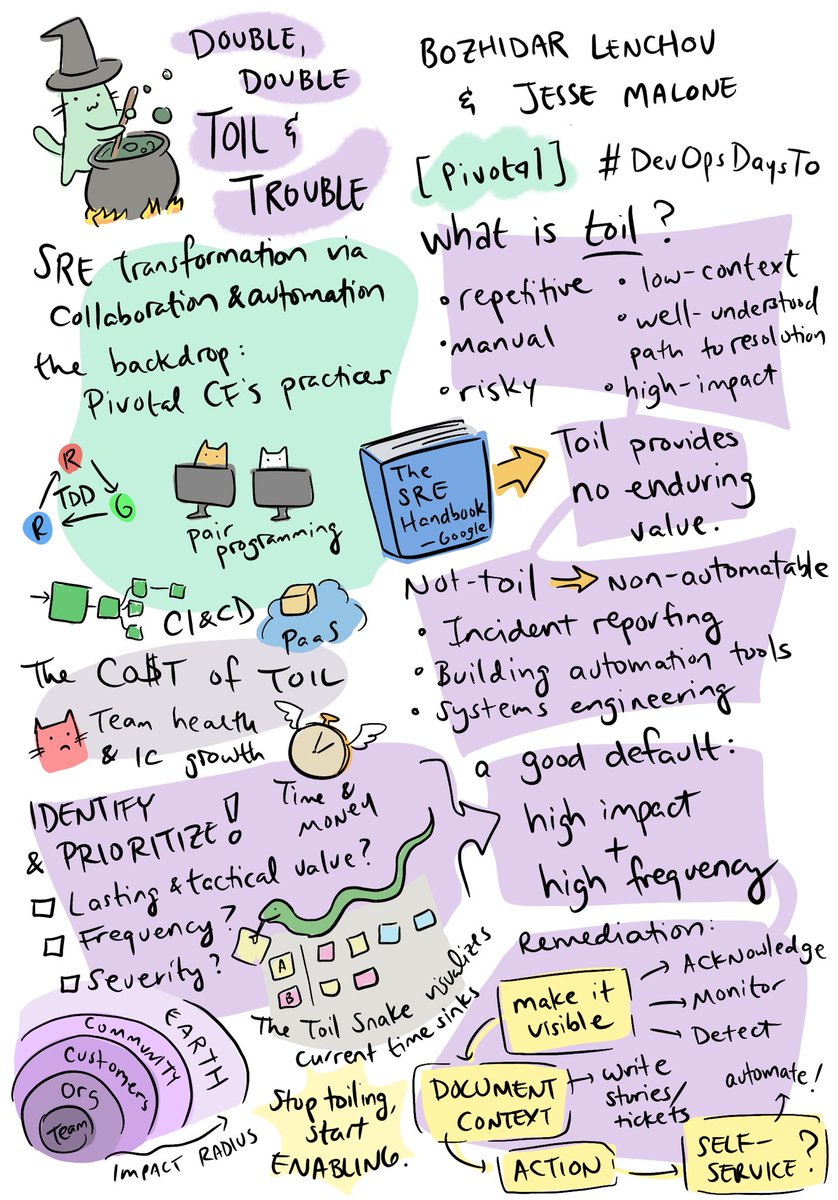 DOUBLE,
DOUBLE
TOIL &
TROUBLE
BOZHIDAR LENCHOV
& JESSE MALONE
[Pivotal] #DevOpsDaysTo
SRE transformation via
collaboration & automation
the backdrop:
Pivotal CF's practices
R
TDD
R
G
pair
programming
CI & CD
PaaS
What is toil?
• repetitive
• manual
• risky
• low-context
• well-understood
path to resolution
• high-impact
The
SRE
Handbook
—Google
Toil provides
no enduring
value.
Not-toil → non-automatable
• Incident reporting
• Building automation tools
• Systems engineering
The CO$T of TOIL
Team health
& IC growth
Time &
money
IDENTIFY
& PRIORITIZE!
Lasting & tactical value?
Frequency?
Severity?
a good default:
high impact
+
high frequency
A
B
The Toil Snake visualizes
current time sinks
EARTH
Community
Customers
Org
Team
IMPACT RADIUS
Stop toiling,
start
ENABLING.
Remediation:
make it
visible
Acknowledge
Monitor
Detect
DOCUMENT
CONTEXT
write
stories/
tickets
ACTION
SELF-
SERVICE?
automate!